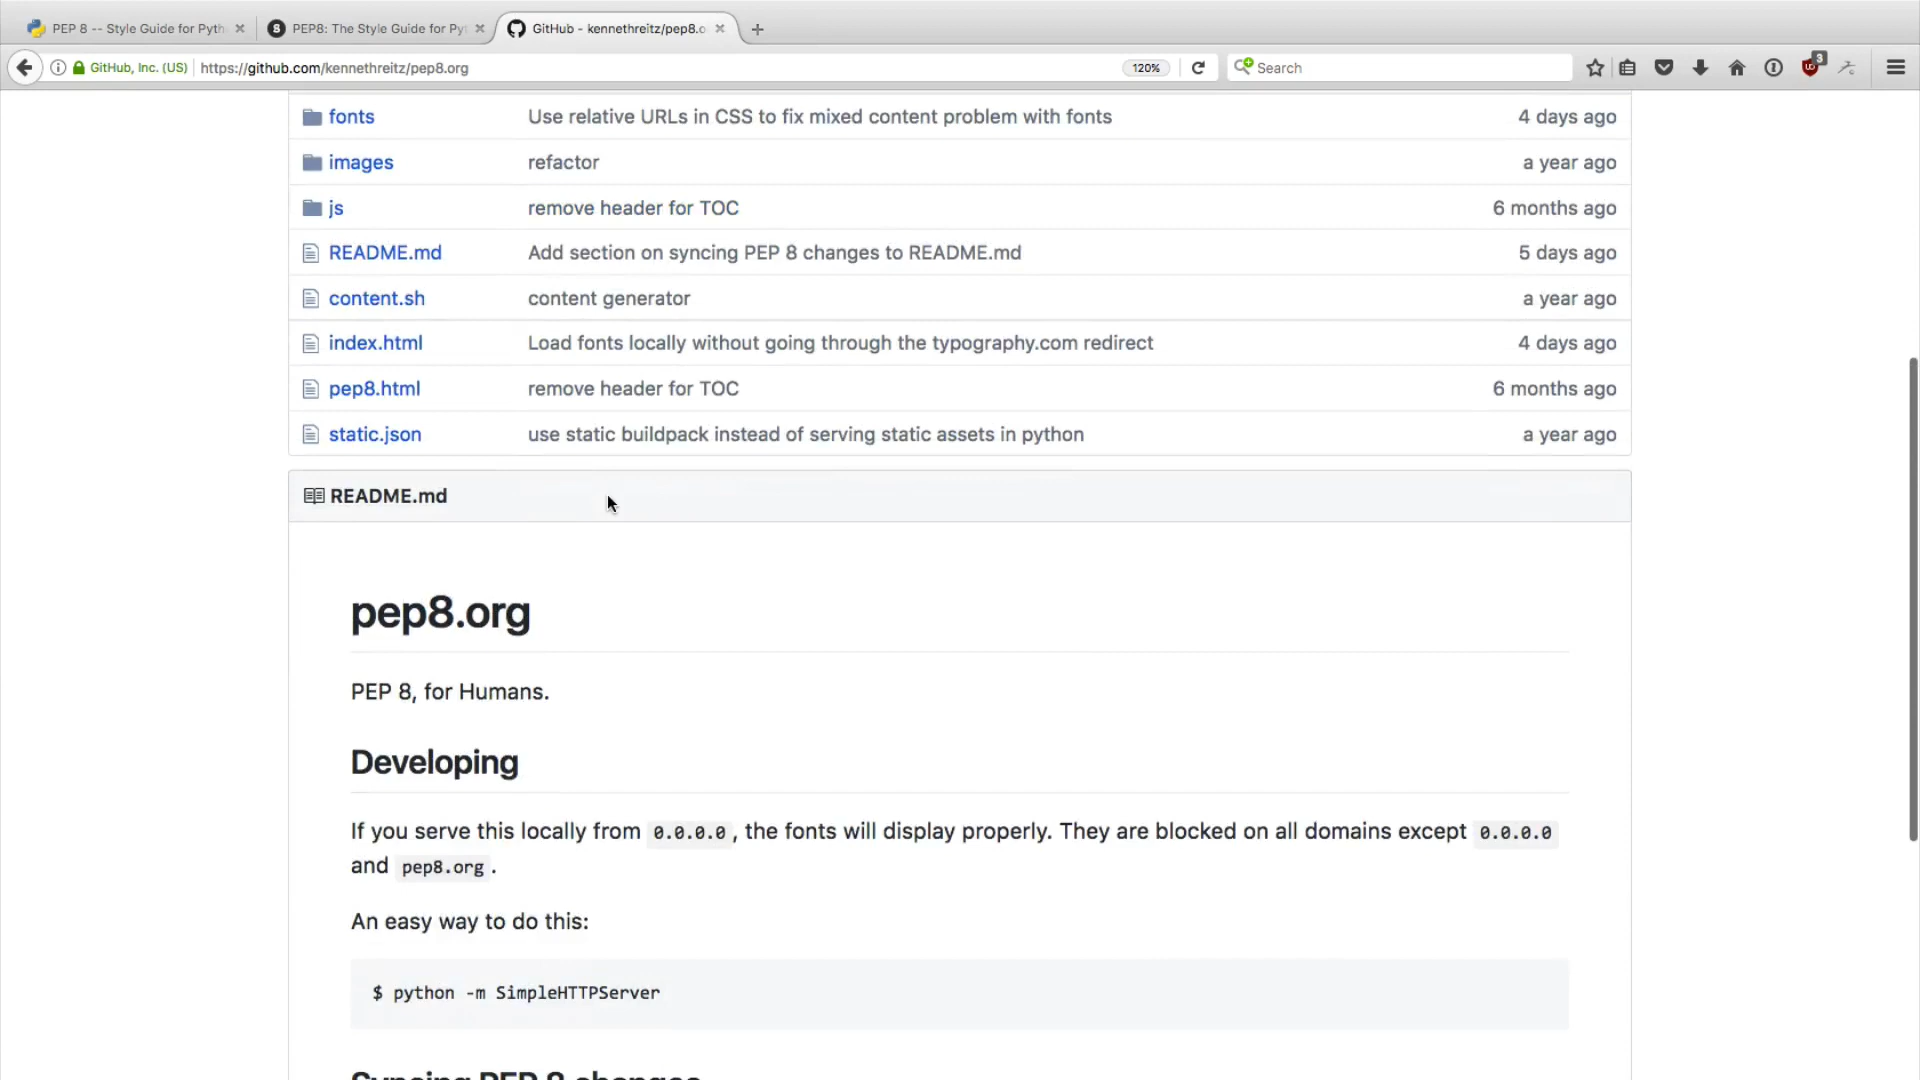 PEP 8 -- Style Guide for Pyth
PEP8: The Style Guide for Py
GitHub - kennethreitz/pep8.o
GitHub, Inc. (US) https://github.com/kennethreitz/pep8.org 120% Search 3
fonts Use relative URLs in CSS to fix mixed content problem with fonts 4 days ago
images refactor a year ago
js remove header for TOC 6 months ago
README.md Add section on syncing PEP 8 changes to README.md 5 days ago
content.sh content generator a year ago
index.html Load fonts locally without going through the typography.com redirect 4 days ago
pep8.html remove header for TOC 6 months ago
static.json use static buildpack instead of serving static assets in python a year ago
README.md
pep8.org
PEP 8, for Humans.
Developing
If you serve this locally from 0.0.0.0, the fonts will display properly. They are blocked on all domains except 0.0.0.0
and pep8.org.
An easy way to do this:
$ python -m SimpleHTTPServer
Syncing PEP 8 changes